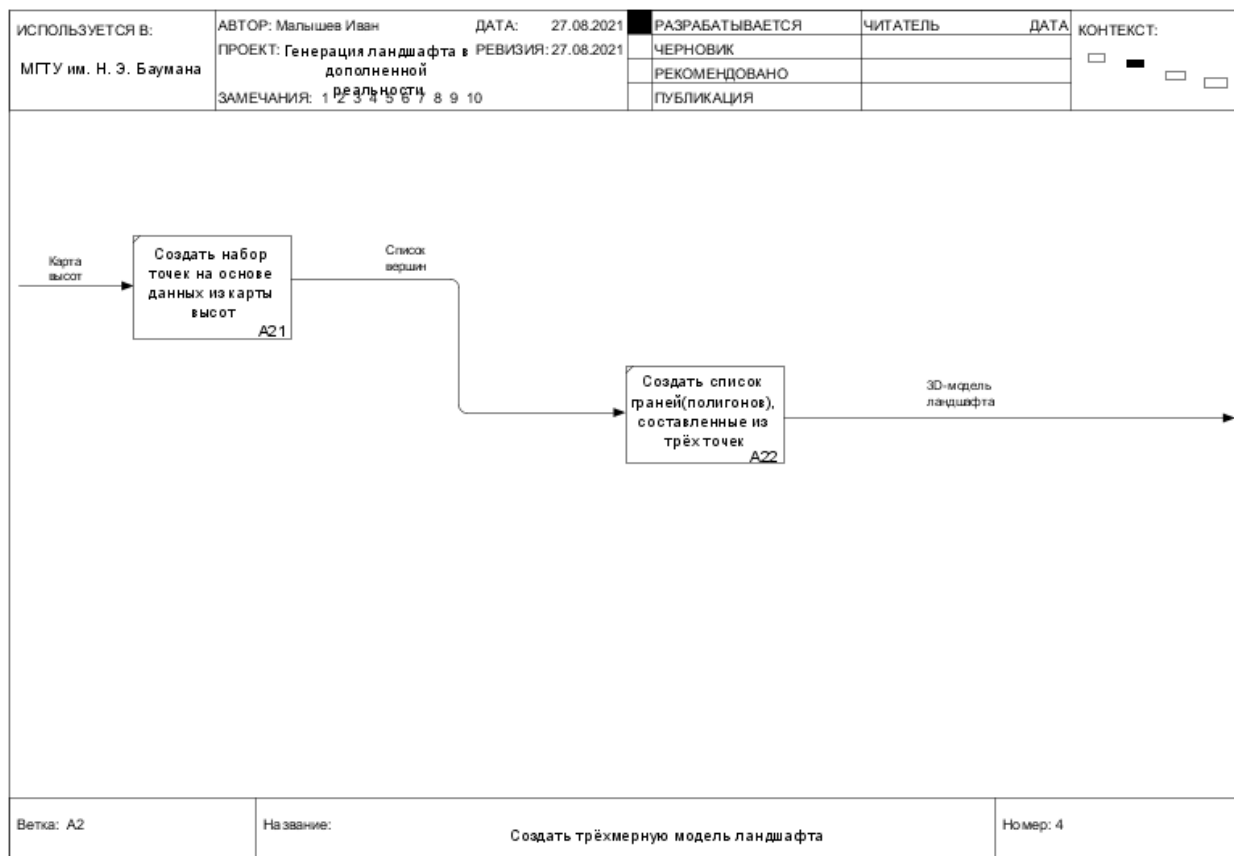 ИСПОЛЬЗУЕТСЯ В:
МГТУ им. Н. Э. Баумана
АВТОР: Малышев Иван
ДАТА: 27.08.2021
ПРОЕКТ: Генерация ландшафта в
дополненной
реальности
РЕВИЗИЯ: 27.08.2021
ЗАМЕЧАНИЯ: 1 2 3 4 5 6 7 8 9 10
РАЗРАБАТЫВАЕТСЯ
ЧЕРНОВИК
РЕКОМЕНДОВАНО
ПУБЛИКАЦИЯ
ЧИТАТЕЛЬ ДАТА
КОНТЕКСТ:
Карта
высот
Создать набор
точек на основе
данных из карты
высот
A21
Список
вершин
Создать список
граней(полигонов),
составленные из
трёх точек
A22
3D-модель
ландшафта
Ветка: A2
Название:
Создать трёхмерную модель ландшафта
Номер: 4